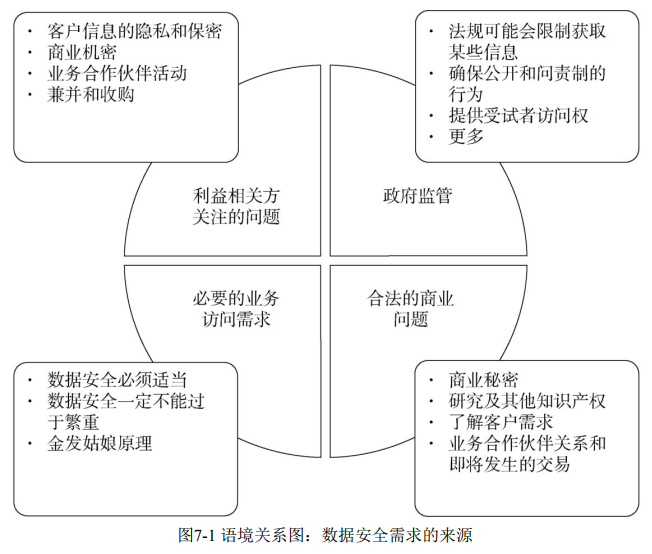 · 客户信息的隐私和保密
· 商业机密
· 业务合作伙伴活动
· 兼并和收购
· 法规可能会限制获取
某些信息
· 确保公开和问责制的
行为
· 提供受试者访问权
· 更多
利益相关方
关注的问题
政府监管
必要的业务
访问需求
合法的商业
问题
· 数据安全必须适当
· 数据安全一定不能过
于繁重
· 金发姑娘原理
· 商业秘密
· 研究及其他知识产权
· 了解客户需求
· 业务合作伙伴关系和
即将发生的交易
图7-1 语境关系图：数据安全需求的来源